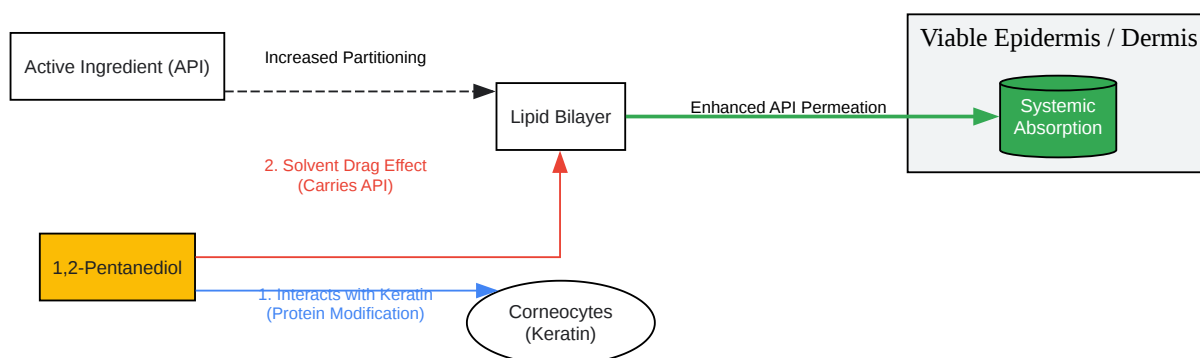 Viable Epidermis / Dermis
Active Ingredient (API)
Increased Partitioning
Lipid Bilayer
Enhanced API Permeation
Systemic
Absorption
2. Solvent Drag Effect
(Carries API)
1,2-Pentanediol
1. Interacts with Keratin
(Protein Modification)
Corneocytes
(Keratin)